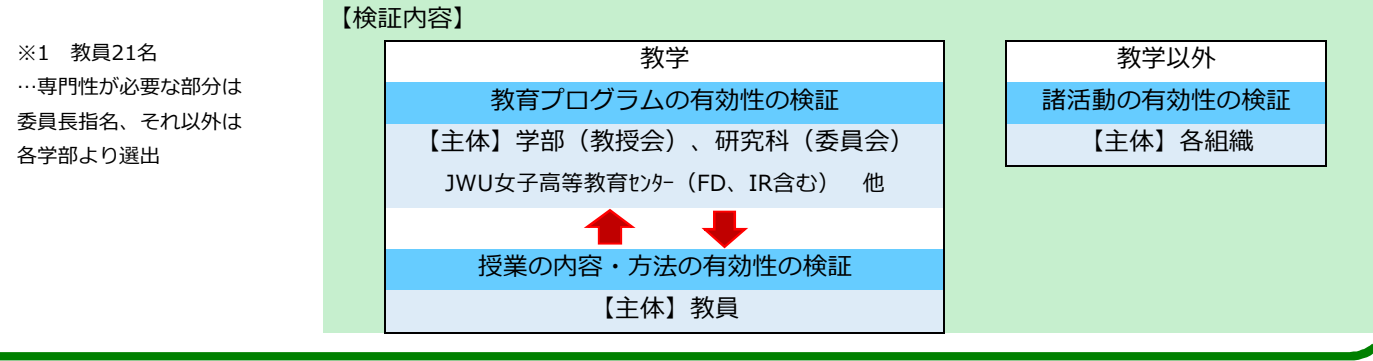 ※1　教員21名
…専門性が必要な部分は
委員長指名、それ以外は
各学部より選出
【検証内容】
教学
教育プログラムの有効性の検証
【主体】学部（教授会）、研究科（委員会）
JWU女子高等教育ｾﾝﾀｰ（FD、IR含む）　他
授業の内容・方法の有効性の検証
【主体】教員
教学以外
諸活動の有効性の検証
【主体】各組織